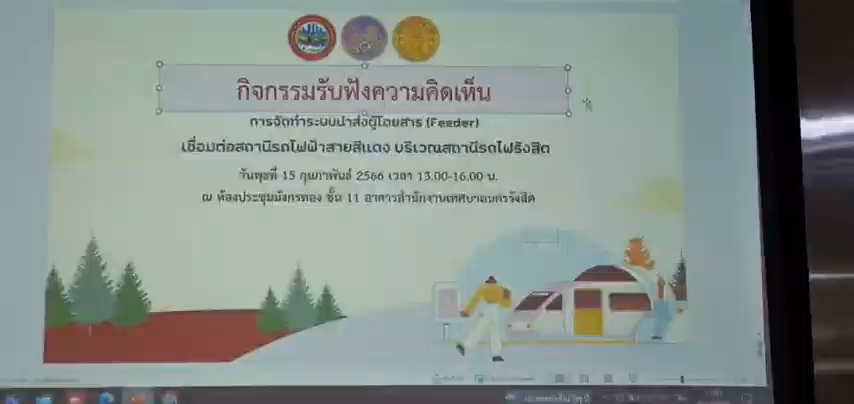 กิจกรรมรับฟังความคิดเห็น
การจัดทำระบบนำส่งผู้โดยสาร (Feeder)
เชื่อมต่อสถานีรถไฟฟ้าสายสีแดง บริเวณสถานีรถไฟรังสิต
วันพุธที่ 15 กุมภาพันธ์ 2566 เวลา 13.00-16.00 น.
ณ ห้องประชุมมังกรทอง ชั้น 11 อาคารสำนักงานเทศบาลนครรังสิต